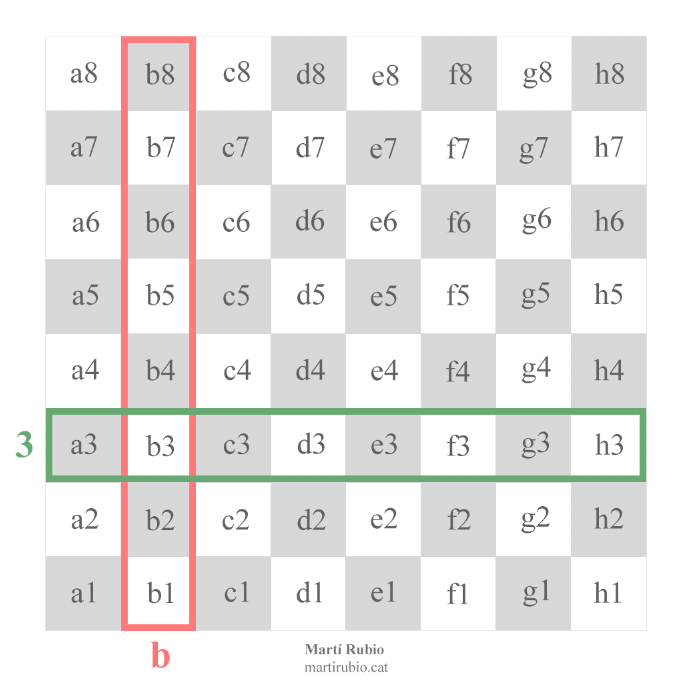 a8 b8 c8 d8 e8 f8 g8 h8
a7 b7 c7 d7 e7 f7 g7 h7
a6 b6 c6 d6 e6 f6 g6 h6
a5 b5 c5 d5 e5 f5 g5 h5
a4 b4 c4 d4 e4 f4 g4 h4
3 a3 b3 c3 d3 e3 f3 g3 h3
a2 b2 c2 d2 e2 f2 g2 h2
a1 b1 c1 d1 e1 f1 g1 h1
b
Martí Rubio
martirubio.cat